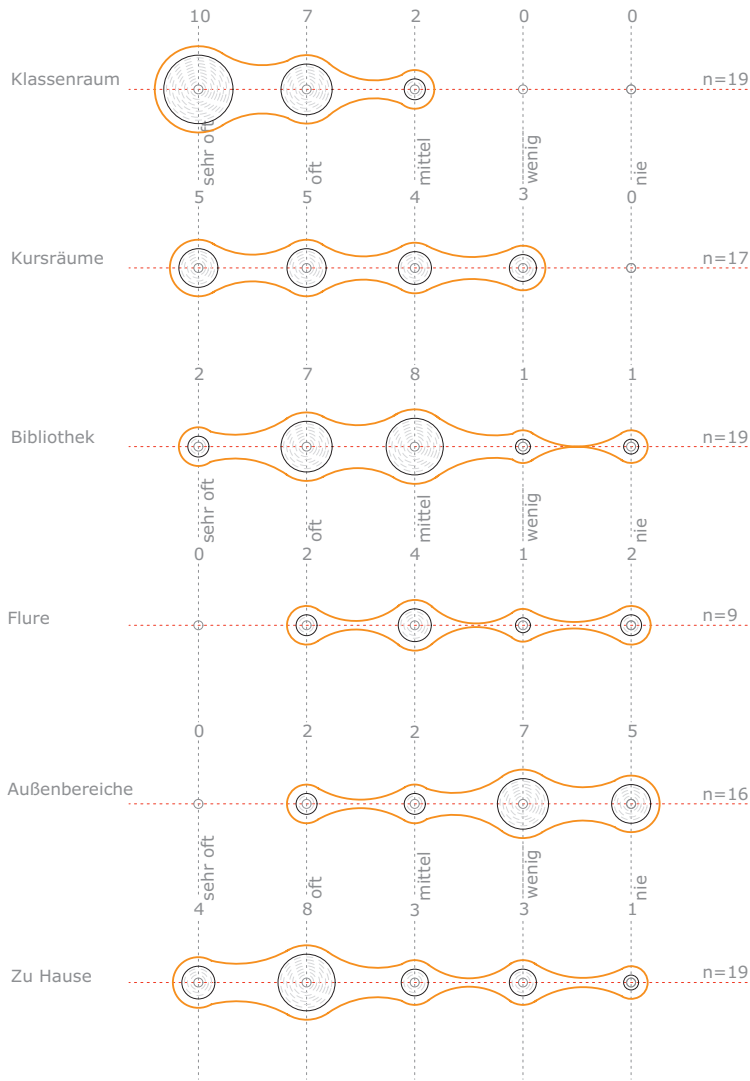 10 7 2 0 0
Klassenraum n=19
sehr oft oft mittel wenig nie
5 5 4 3 0
Kursräume n=17
2 7 8 1 1
Bibliothek n=19
sehr oft oft mittel wenig nie
0 2 4 1 2
Flure n=9
0 2 2 7 5
Außenbereiche n=16
sehr oft oft mittel wenig nie
4 8 3 3 1
Zu Hause n=19